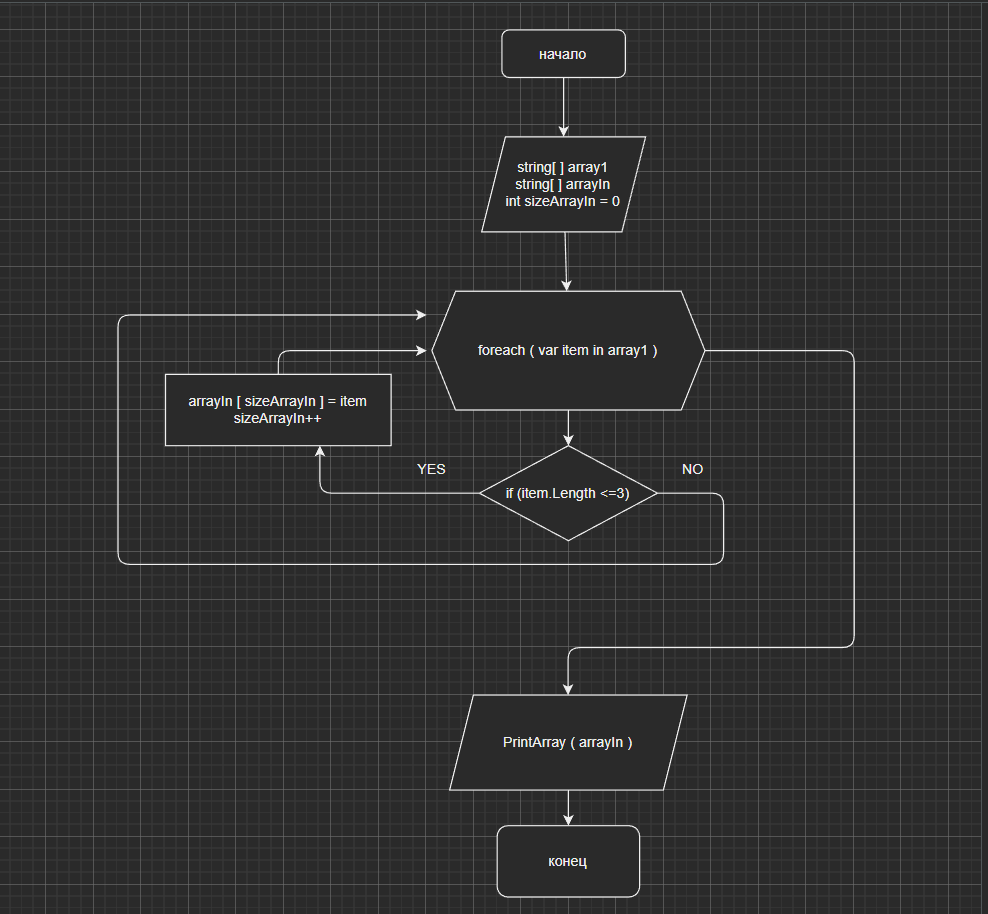 начало
string[ ] array1
string[ ] arrayIn
int sizeArrayIn = 0
foreach ( var item in array1 )
arrayIn [ sizeArrayIn ] = item
sizeArrayIn++
YES
NO
if (item.Length <=3)
PrintArray ( arrayIn )
конец